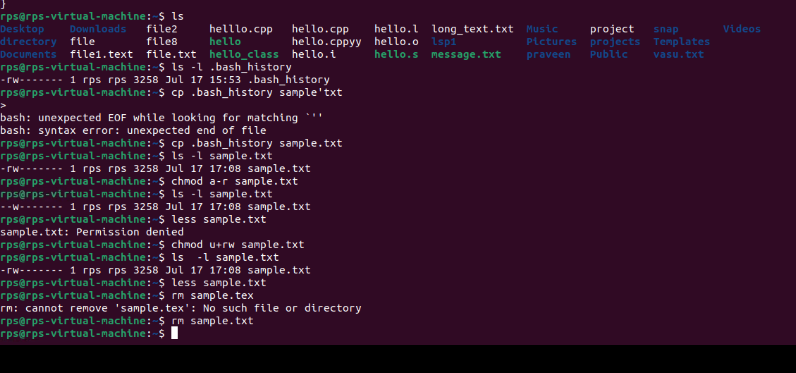 }
rps@rps-virtual-machine:~$ ls
Desktop Downloads file2 helllo.cpp hello.cpp hello.l long_text.txt Music project snap Videos
directory file file8 hello hello.cppyy hello.o lsp1 Pictures projects Templates
Documents file1.text file.txt hello_class hello.i hello.s message.txt praveen Public vasu.txt
rps@rps-virtual-machine:~$ ls -l .bash_history
-rw------- 1 rps rps 3258 Jul 17 15:53 .bash_history
rps@rps-virtual-machine:~$ cp .bash_history sample'txt
>
bash: unexpected EOF while looking for matching `''
bash: syntax error: unexpected end of file
rps@rps-virtual-machine:~$ cp .bash_history sample.txt
rps@rps-virtual-machine:~$ ls -l sample.txt
-rw------- 1 rps rps 3258 Jul 17 17:08 sample.txt
rps@rps-virtual-machine:~$ chmod a-r sample.txt
rps@rps-virtual-machine:~$ ls -l sample.txt
--w------- 1 rps rps 3258 Jul 17 17:08 sample.txt
rps@rps-virtual-machine:~$ less sample.txt
sample.txt: Permission denied
rps@rps-virtual-machine:~$ chmod u+rw sample.txt
rps@rps-virtual-machine:~$ ls  -l sample.txt
-rw------- 1 rps rps 3258 Jul 17 17:08 sample.txt
rps@rps-virtual-machine:~$ less sample.txt
rps@rps-virtual-machine:~$ rm sample.tex
rm: cannot remove 'sample.tex': No such file or directory
rps@rps-virtual-machine:~$ rm sample.txt
rps@rps-virtual-machine:~$